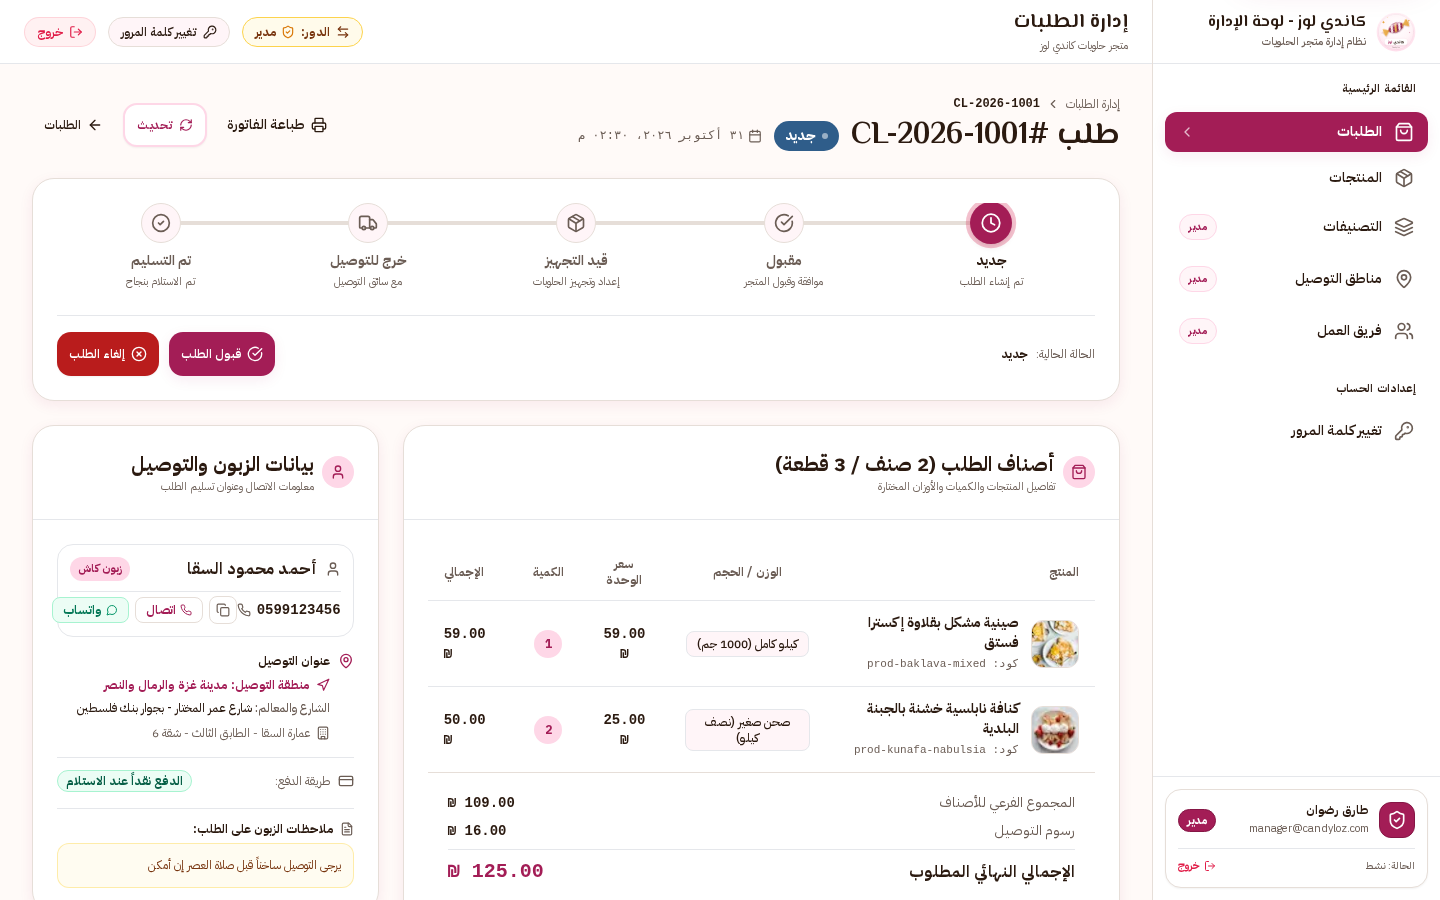 كاندي لوز - لوحة الإدارة
نظام إدارة متجر الحلويات
القائمة الرئيسية
الطلبات
المنتجات
التصنيفات
مدير
مناطق التوصيل
مدير
فريق العمل
مدير
إعدادات الحساب
تغيير كلمة المرور
طارق رضوان
manager@candyloz.com
مدير
الحالة: نشط
خروج
إدارة الطلبات
متجر حلويات كاندي لوز
الدور: مدير
تغيير كلمة المرور
خروج
إدارة الطلبات
CL-2026-1001
طلب #CL-2026-1001
جديد
٣١ أكتوبر ٢٠٢٦، ٠٢:٣٠ م
طباعة الفاتورة
تحديث
الطلبات
جديد
تم إنشاء الطلب
مقبول
موافقة وقبول المتجر
قيد التجهيز
إعداد وتجهيز الحلويات
خرج للتوصيل
مع سائق التوصيل
تم التسليم
تم الاستلام بنجاح
الحالة الحالية: جديد
قبول الطلب
إلغاء الطلب
أصناف الطلب (2 صنف / 3 قطعة)
تفاصيل المنتجات والكميات والأوزان المختارة
المنتج
الوزن / الحجم
سعر
الوحدة
الكمية
الإجمالي
صينية مشكل بقلاوة إكسترا
فستق
كود: prod-baklava-mixed
كيلو كامل (1000 جم)
59.00
₪
1
59.00
₪
كنافة نابلسية خشنة بالجبنة
البلدية
كود: prod-kunafa-nabulsia
صحن صغير (نصف
كيلو)
25.00
₪
2
50.00
₪
المجموع الفرعي للأصناف
109.00 ₪
رسوم التوصيل
16.00 ₪
الإجمالي النهائي المطلوب
125.00 ₪
بيانات الزبون والتوصيل
معلومات الاتصال وعنوان تسليم الطلب
أحمد محمود السقا
زبون كاش
0599123456
اتصال
واتساب
عنوان التوصيل
منطقة التوصيل: مدينة غزة والرمال والنصر
الشارع والمعالم: شارع عمر المختار - بجوار بنك فلسطين
عمارة السقا - الطابق الثالث - شقة 6
طريقة الدفع:
الدفع نقداً عند الاستلام
ملاحظات الزبون على الطلب:
يرجى التوصيل ساخناً قبل صلاة العصر إن أمكن